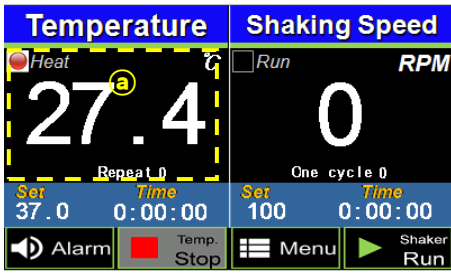 Temperature Shaking Speed
Heat ℃ Run RPM
ⓐ
27.4 0
Repeat 0 One cycle 0
Set Time Set Time
37.0 0:00:00 100 0:00:00
Alarm Temp. Stop Menu Shaker Run